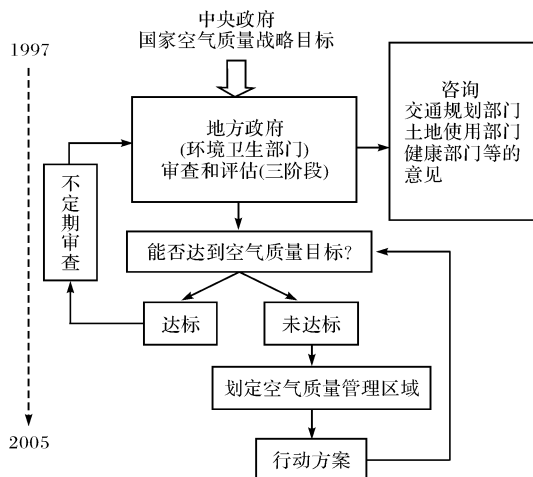 中央政府
国家空气质量战略目标
1997
地方政府
(环境卫生部门)
审查和评估(三阶段)
咨询
交通规划部门
土地使用部门
健康部门等的
意见
不定期审查
能否达到空气质量目标?
达标
未达标
划定空气质量管理区域
2005
行动方案